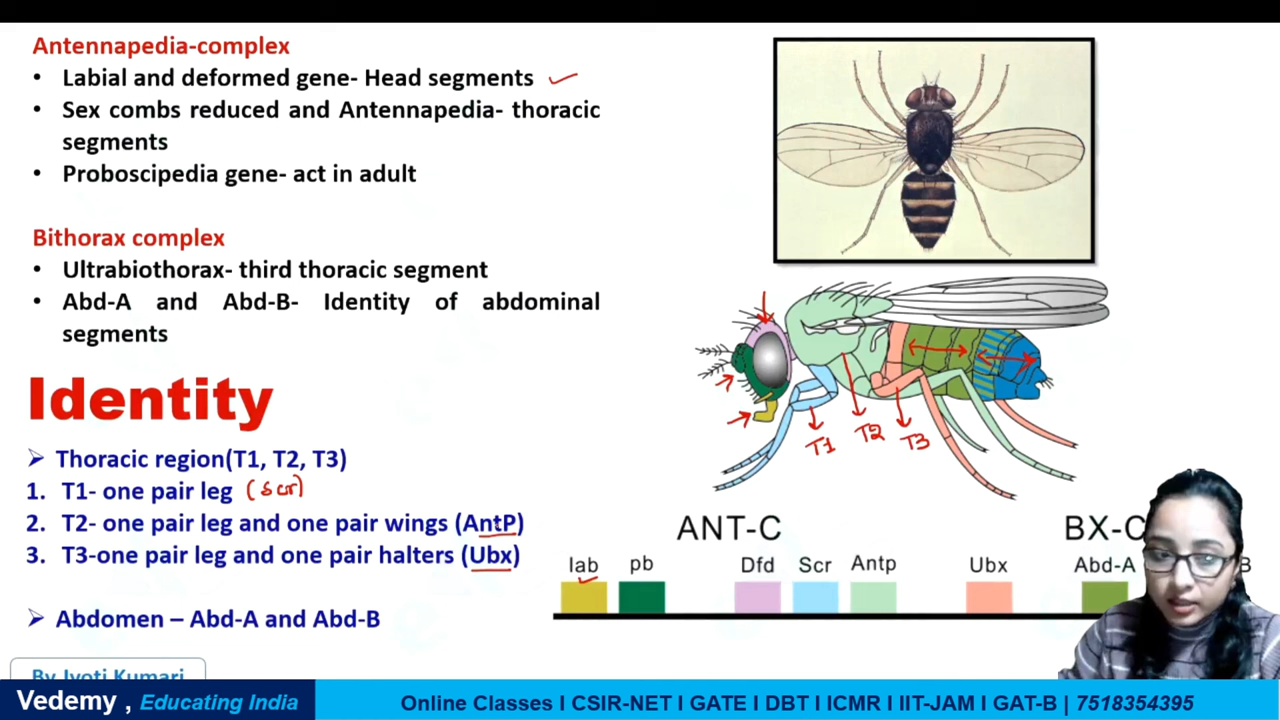 Antennapedia-complex
• Labial and deformed gene- Head segments
• Sex combs reduced and Antennapedia- thoracic
segments
• Proboscipedia gene- act in adult
Bithorax complex
• Ultrabiothorax- third thoracic segment
• Abd-A and Abd-B- Identity of abdominal
segments
Identity
➢ Thoracic region(T1, T2, T3)
1. T1- one pair leg (scr)
2. T2- one pair leg and one pair wings (AntP)
3. T3-one pair leg and one pair halters (Ubx)
➢ Abdomen – Abd-A and Abd-B
By Jyoti Kumari
T1 T2 T3
ANT-C BX-C
lab pb Dfd Scr Antp Ubx Abd-A B
Vedemy , Educating India
Online Classes I CSIR-NET I GATE I DBT I ICMR I IIT-JAM I GAT-B | 7518354395